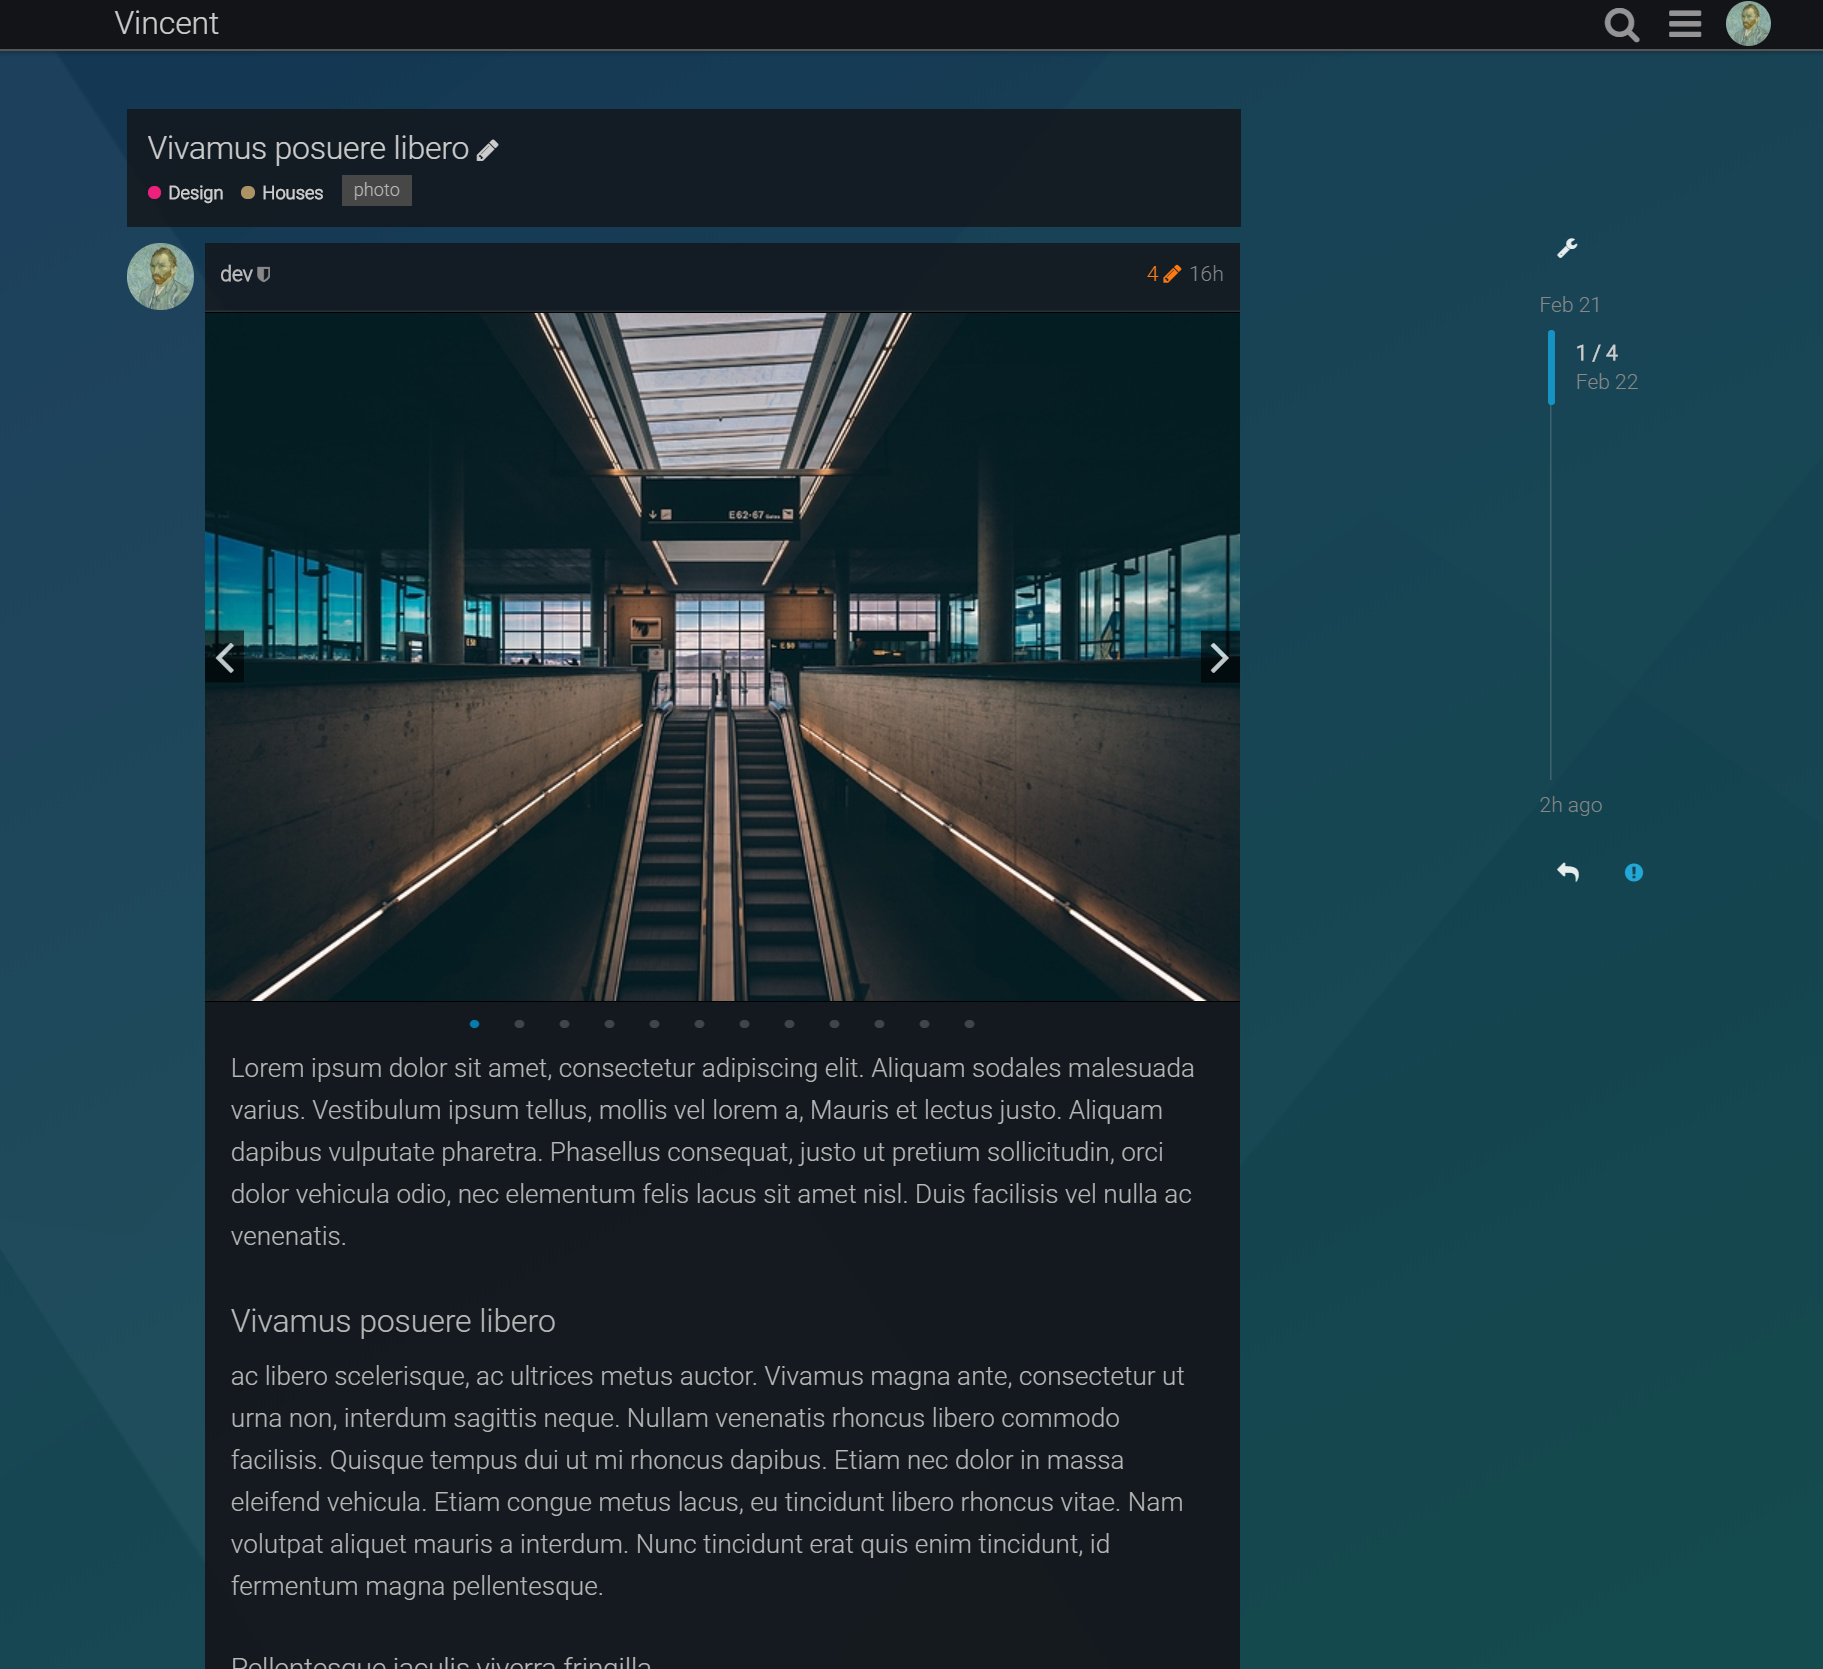 Vincent
Vivamus posuere libero
Design Houses photo
dev 4 16h
Feb 21
1 / 4
Feb 22
E62-67 Gates
E50
E50
2h ago
Lorem ipsum dolor sit amet, consectetur adipiscing elit. Aliquam sodales malesuada
varius. Vestibulum ipsum tellus, mollis vel lorem a, Mauris et lectus justo. Aliquam
dapibus vulputate pharetra. Phasellus consequat, justo ut pretium sollicitudin, orci
dolor vehicula odio, nec elementum felis lacus sit amet nisl. Duis facilisis vel nulla ac
venenatis.
Vivamus posuere libero
ac libero scelerisque, ac ultrices metus auctor. Vivamus magna ante, consectetur ut
urna non, interdum sagittis neque. Nullam venenatis rhoncus libero commodo
facilisis. Quisque tempus dui ut mi rhoncus dapibus. Etiam nec dolor in massa
eleifend vehicula. Etiam congue metus lacus, eu tincidunt libero rhoncus vitae. Nam
volutpat aliquet mauris a interdum. Nunc tincidunt erat quis enim tincidunt, id
fermentum magna pellentesque.
Pellentesque iaculis viverra fringilla